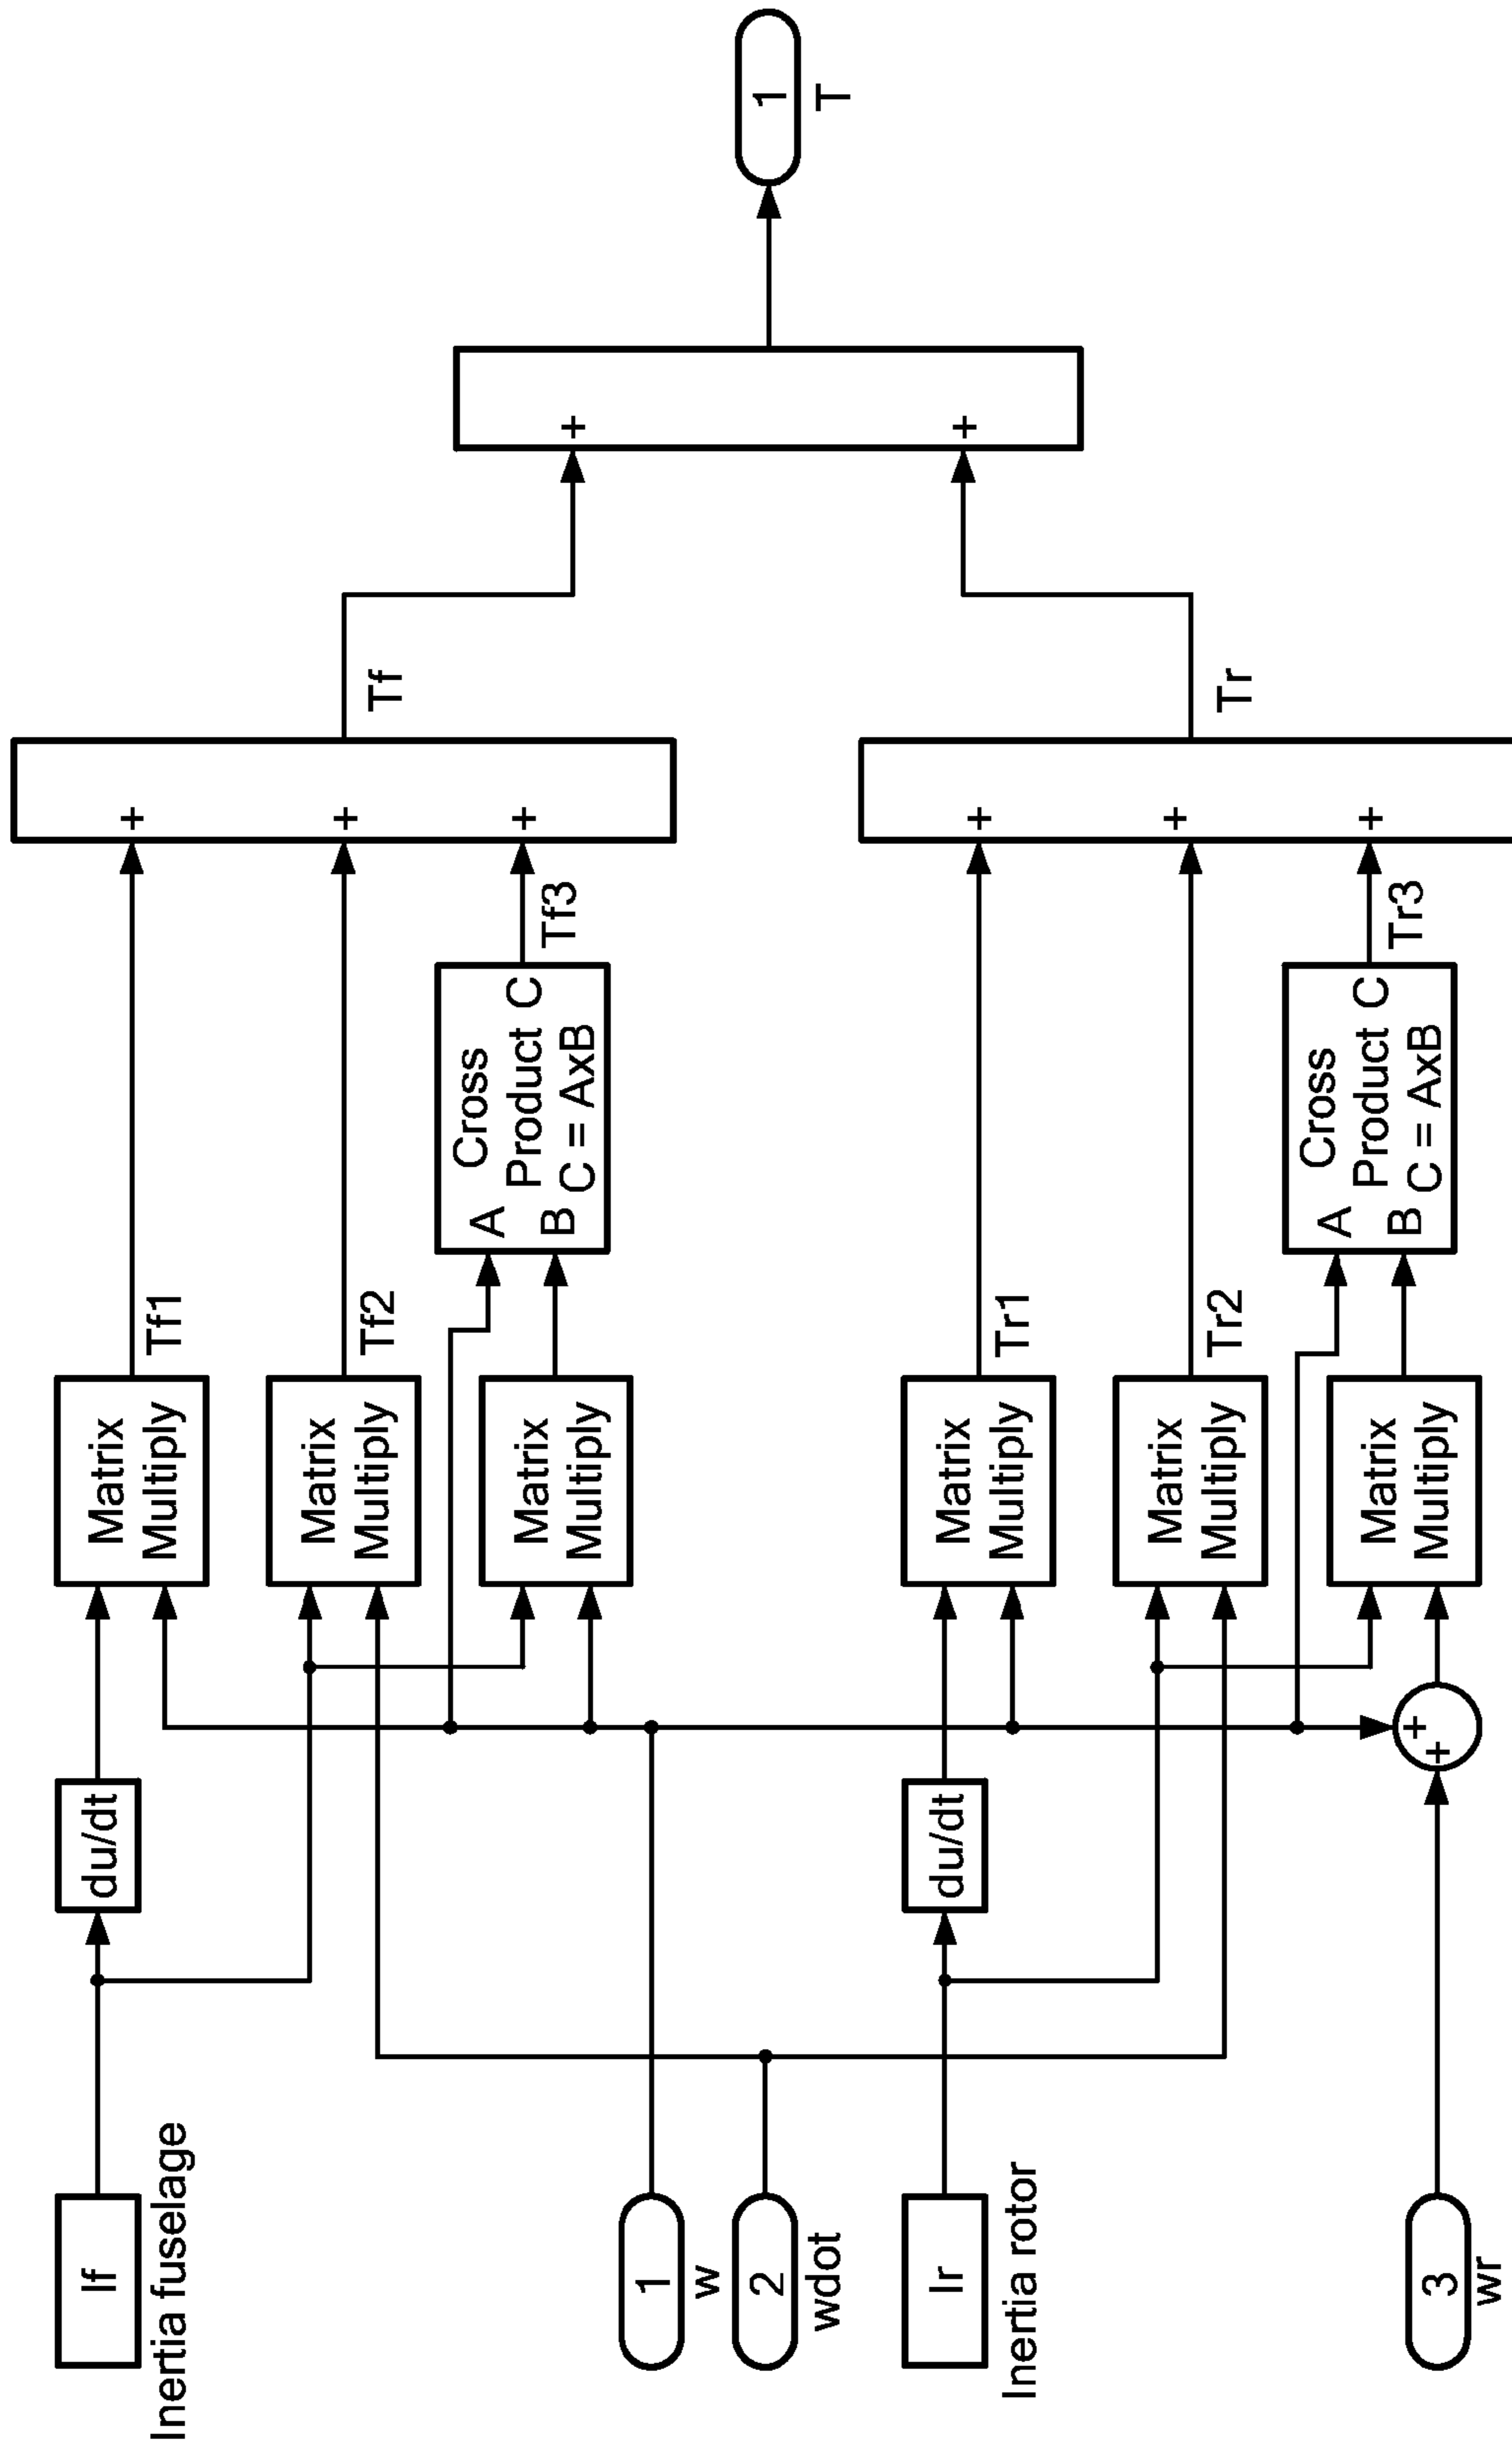 If
Inertia fuselage
du/dt
Matrix
Multiply
Tf1
Matrix
Multiply
Tf2
Matrix
Multiply
A
B
Cross
Product
C = AxB
C
Tf3
+
+
+
Tf
1
w
2
wdot
Ir
Inertia rotor
du/dt
Matrix
Multiply
Tr1
Matrix
Multiply
Tr2
3
wr
+
+
Matrix
Multiply
A
B
Cross
Product
C = AxB
C
Tr3
+
+
+
Tr
+
+
1
T